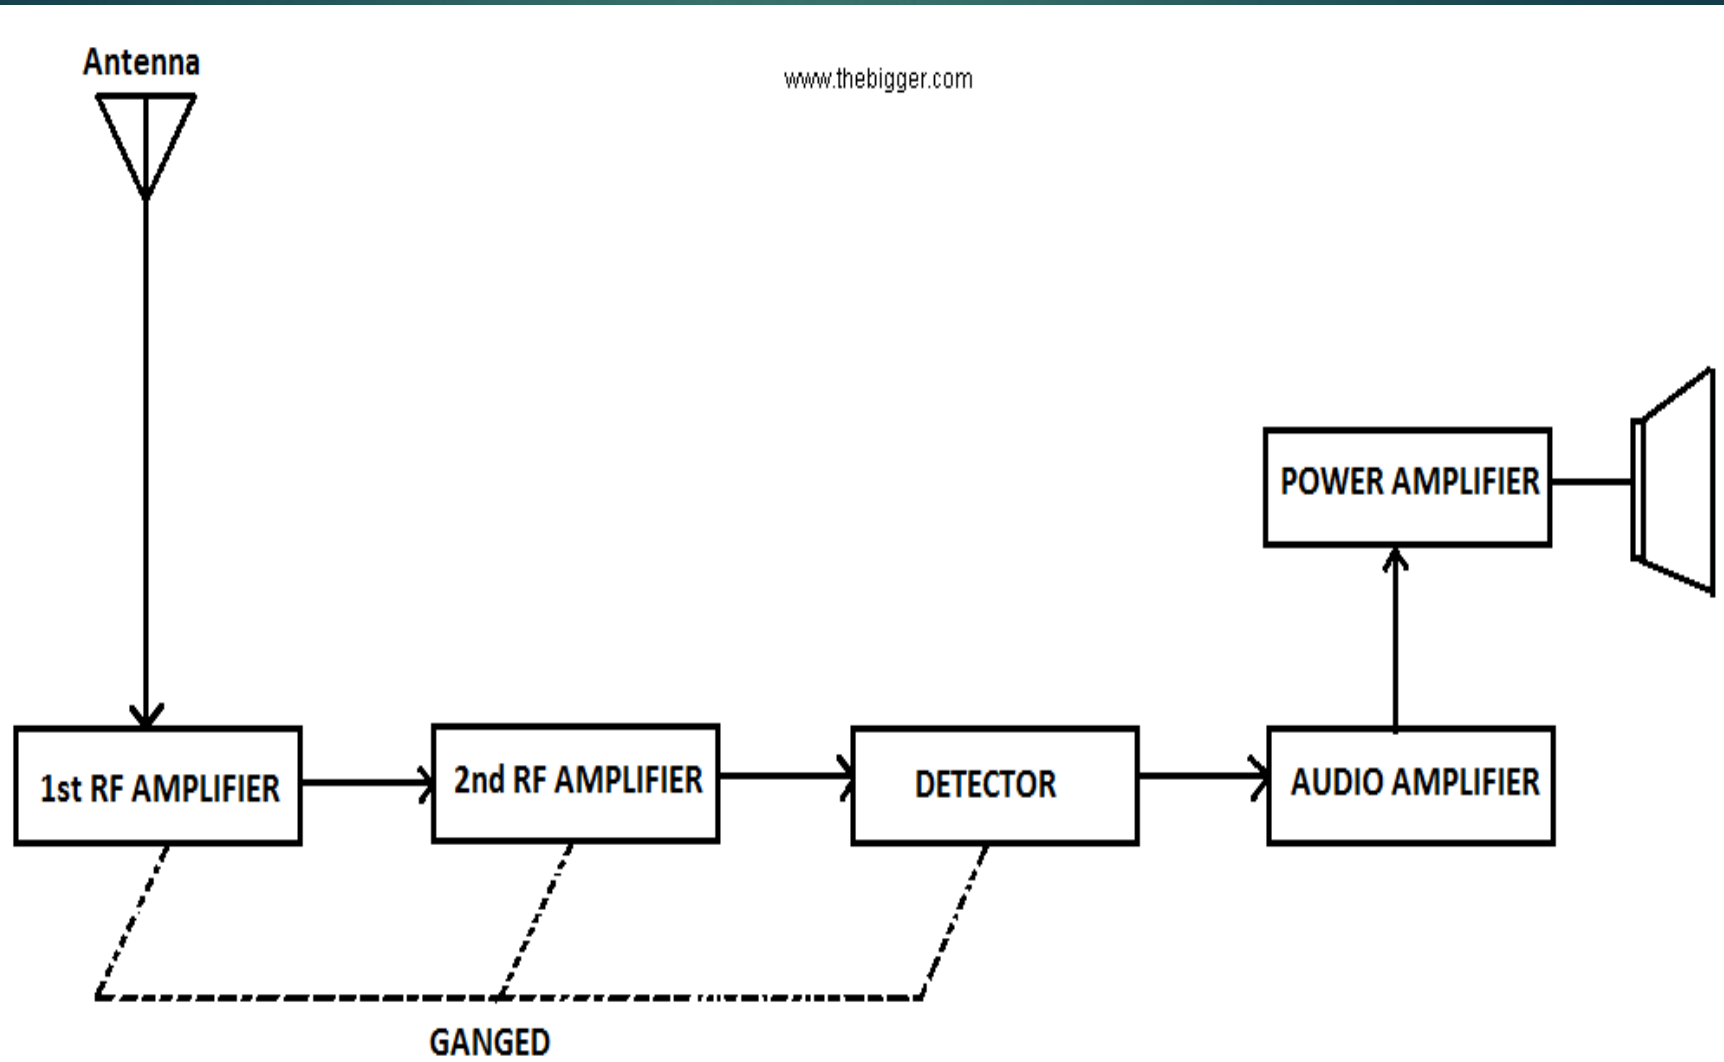 Antenna
www.thebigger.com
POWER AMPLIFIER
1st RF AMPLIFIER
2nd RF AMPLIFIER
DETECTOR
AUDIO AMPLIFIER
GANGED